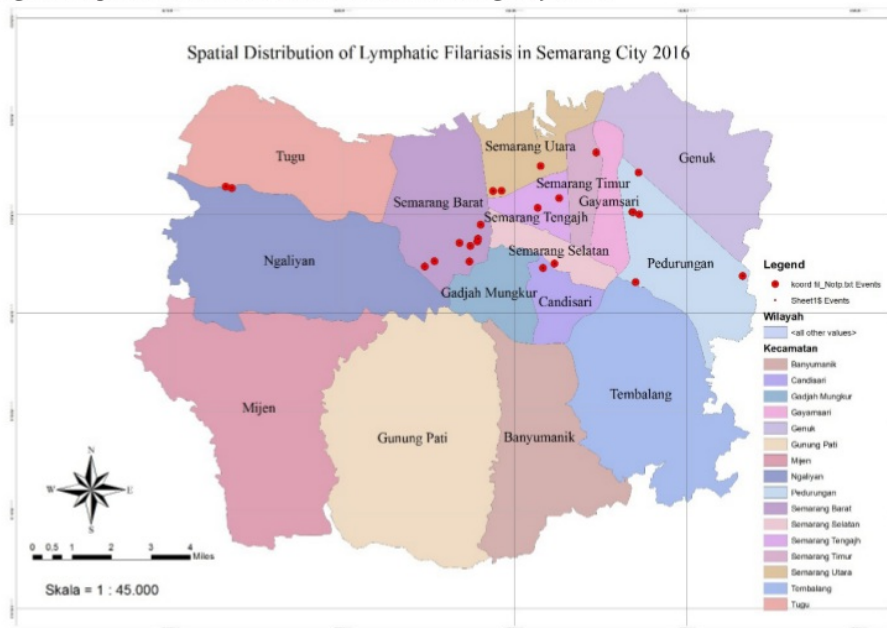 Spatial Distribution of Lymphatic Filariasis in Semarang City 2016
Semarang Utara
Tugu
Genuk
Semarang Timur
Semarang Barat
Gayamsari
Semarang Tengajh
Semarang Selatan
Ngaliyan
Pedurungan
Gadjah Mungkur
Candisari
Mijen
Gunung Pati
Banyumanik
Tembalang
Legend
koord fil_Notp.txt Events
Sheet1$ Events
Wilayah
<all other values>
Kecamatan
Banyumanik
Candisari
Gadjah Mungkur
Gayamsari
Genuk
Gunung Pati
Mijen
Ngaliyan
Pedurungan
Semarang Barat
Semarang Selatan
Semarang Tengajh
Semarang Timur
Semarang Utara
Tembalang
Tugu
N
W E
S
0 0,5 1 2 3 4
Miles
Skala = 1 : 45.000